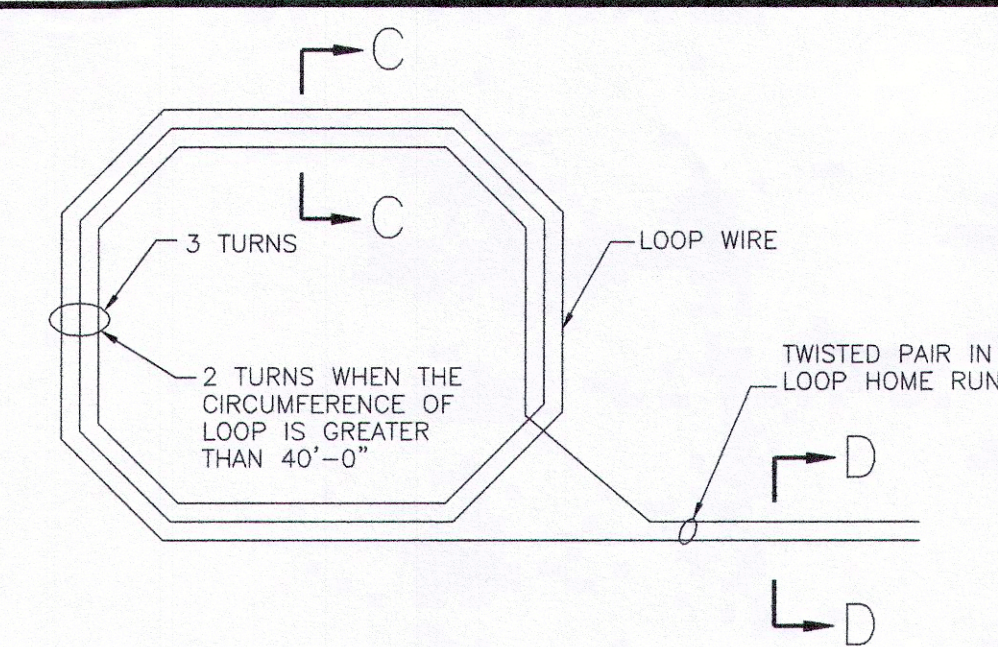 C
C
3 TURNS
LOOP WIRE
2 TURNS WHEN THE
CIRCUMFERENCE OF
LOOP IS GREATER
THAN 40'-0"
TWISTED PAIR IN
LOOP HOME RUN
D
D